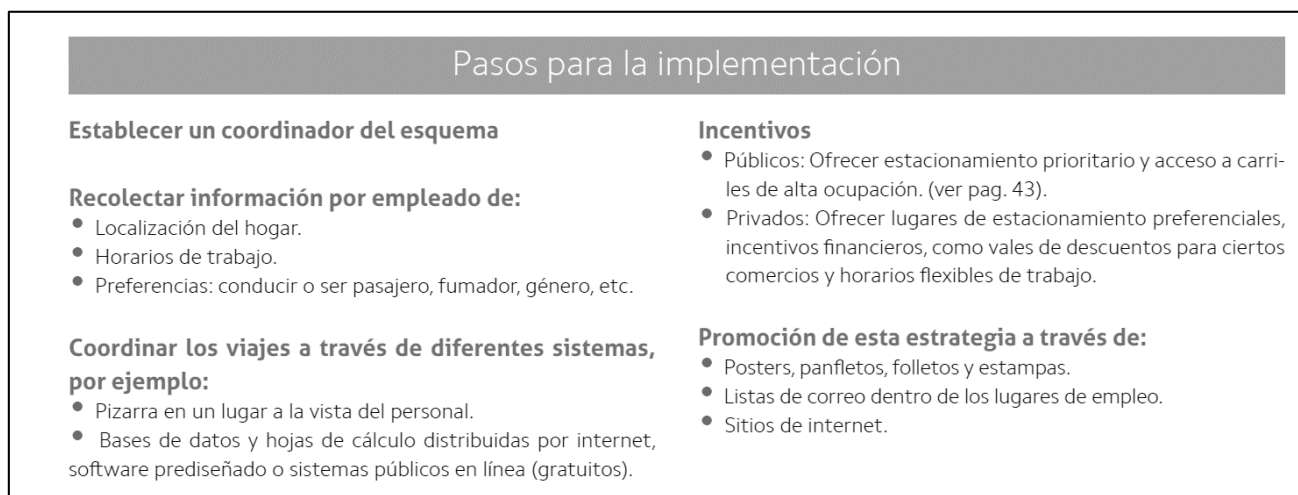 Pasos para la implementación
Establecer un coordinador del esquema
Recolectar información por empleado de:
• Localización del hogar.
• Horarios de trabajo.
• Preferencias: conducir o ser pasajero, fumador, género, etc.
Coordinar los viajes a través de diferentes sistemas,
por ejemplo:
• Pizarra en un lugar a la vista del personal.
• Bases de datos y hojas de cálculo distribuidas por internet,
software prediseñado o sistemas públicos en línea (gratuitos).
Incentivos
• Públicos: Ofrecer estacionamiento prioritario y acceso a carri-
les de alta ocupación. (ver pag. 43).
• Privados: Ofrecer lugares de estacionamiento preferenciales,
incentivos financieros, como vales de descuentos para ciertos
comercios y horarios flexibles de trabajo.
Promoción de esta estrategia a través de:
• Posters, panfletos, folletos y estampas.
• Listas de correo dentro de los lugares de empleo.
• Sitios de internet.